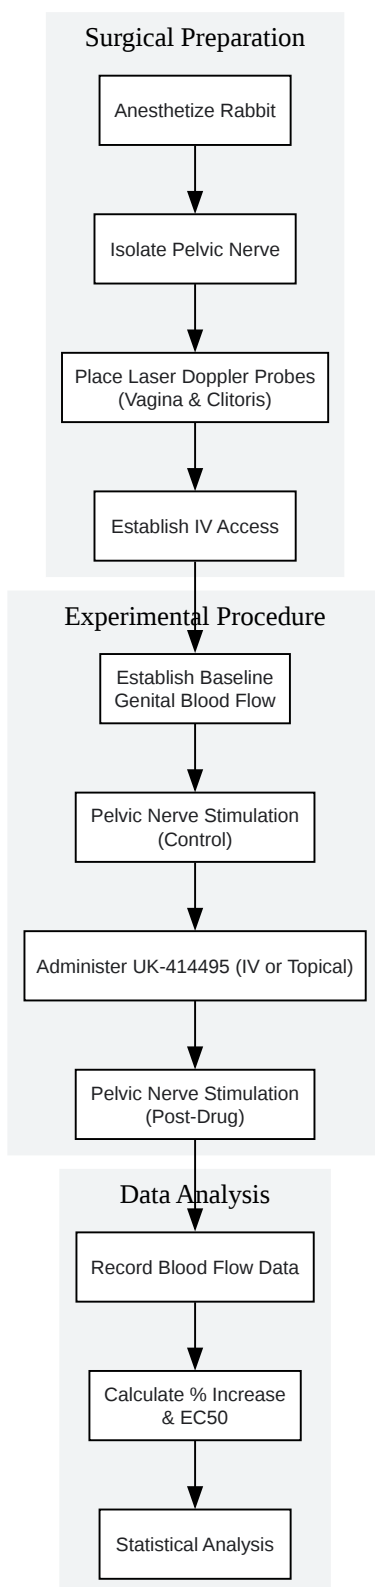 Surgical Preparation
Anesthetize Rabbit
Isolate Pelvic Nerve
Place Laser Doppler Probes
(Vagina & Clitoris)
Establish IV Access
Experimental Procedure
Establish Baseline
Genital Blood Flow
Pelvic Nerve Stimulation
(Control)
Administer UK-414495 (IV or Topical)
Pelvic Nerve Stimulation
(Post-Drug)
Data Analysis
Record Blood Flow Data
Calculate % Increase
& EC50
Statistical Analysis